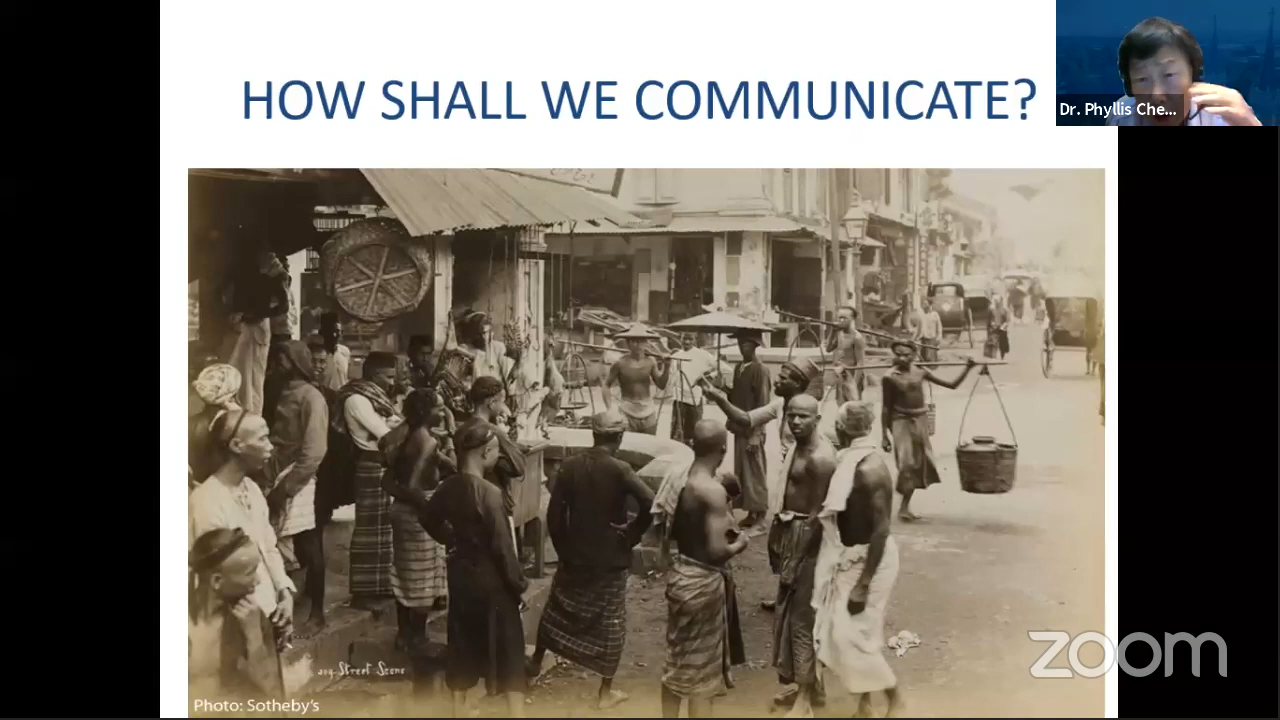 HOW SHALL WE COMMUNICATE?
Dr. Phyllis Che...
Street Scene
Photo: Sotheby's
zoom